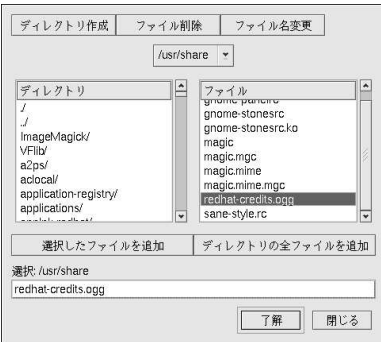 ディレクトリ作成 ファイル削除 ファイル名変更
/usr/share
ディレクトリ
./
../
ImageMagick/
VFlib/
a2ps/
aclocal/
application-registry/
applications/
ファイル
gnome-stonesrc
gnome-stonesrc.ko
magic
magic.mgc
magic.mime
magic.mime.mgc
redhat-credits.ogg
sane-style.rc
選択したファイルを追加 ディレクトリの全ファイルを追加
選択: /usr/share
redhat-credits.ogg
了解 閉じる